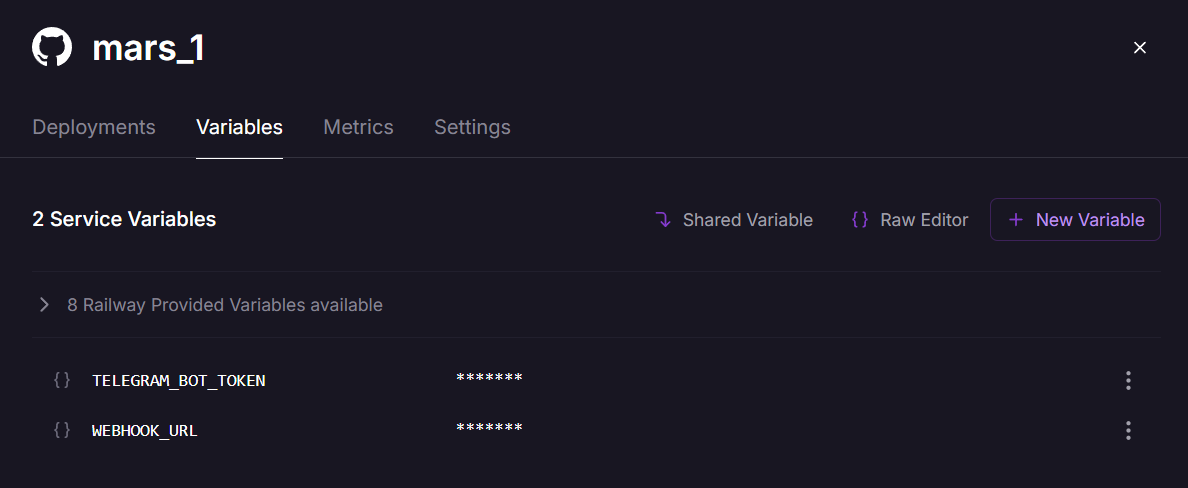 mars_1
Deployments Variables Metrics Settings
2 Service Variables Shared Variable {} Raw Editor + New Variable
8 Railway Provided Variables available
{} TELEGRAM_BOT_TOKEN *******
{} WEBHOOK_URL *******